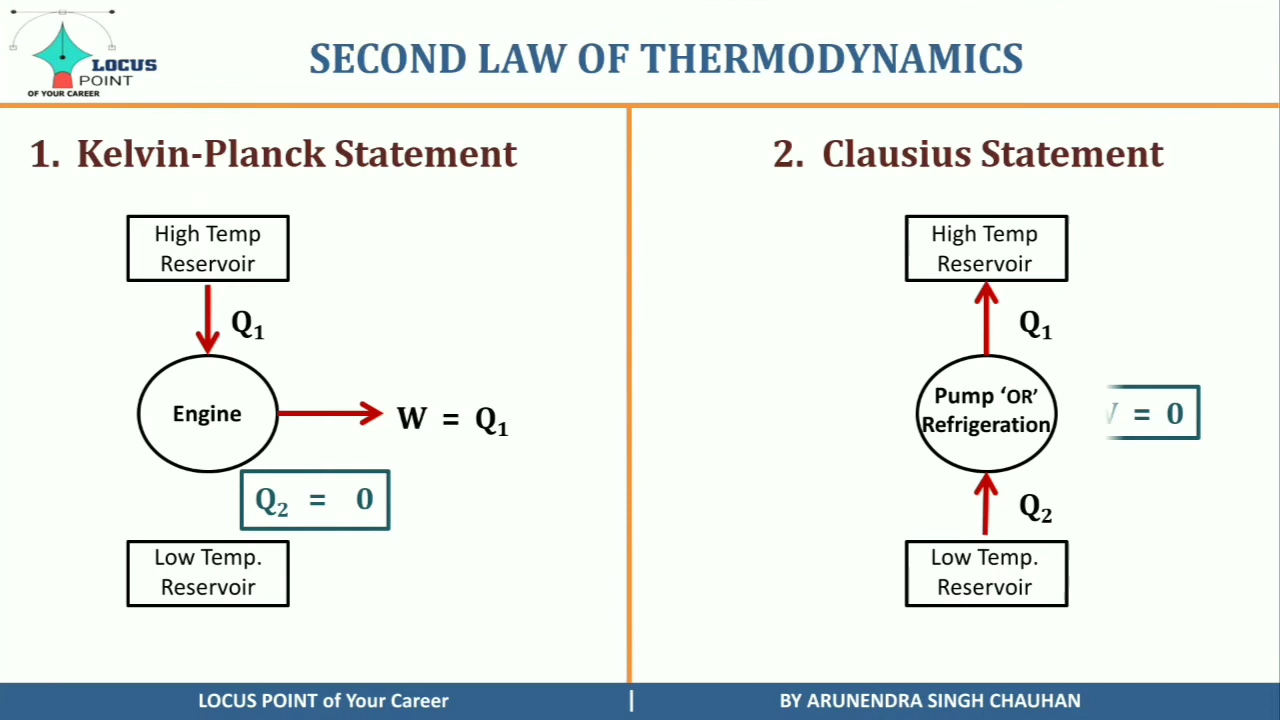 LOCUS
POINT
OF YOUR CAREER
SECOND LAW OF THERMODYNAMICS
1. Kelvin-Planck Statement
High Temp
Reservoir
Q₁
Engine
W = Q₁
Q₂ = 0
Low Temp.
Reservoir
2. Clausius Statement
High Temp
Reservoir
Q₁
Pump ‘OR’
Refrigeration
= 0
Q₂
Low Temp.
Reservoir
LOCUS POINT of Your Career | BY ARUNENDRA SINGH CHAUHAN